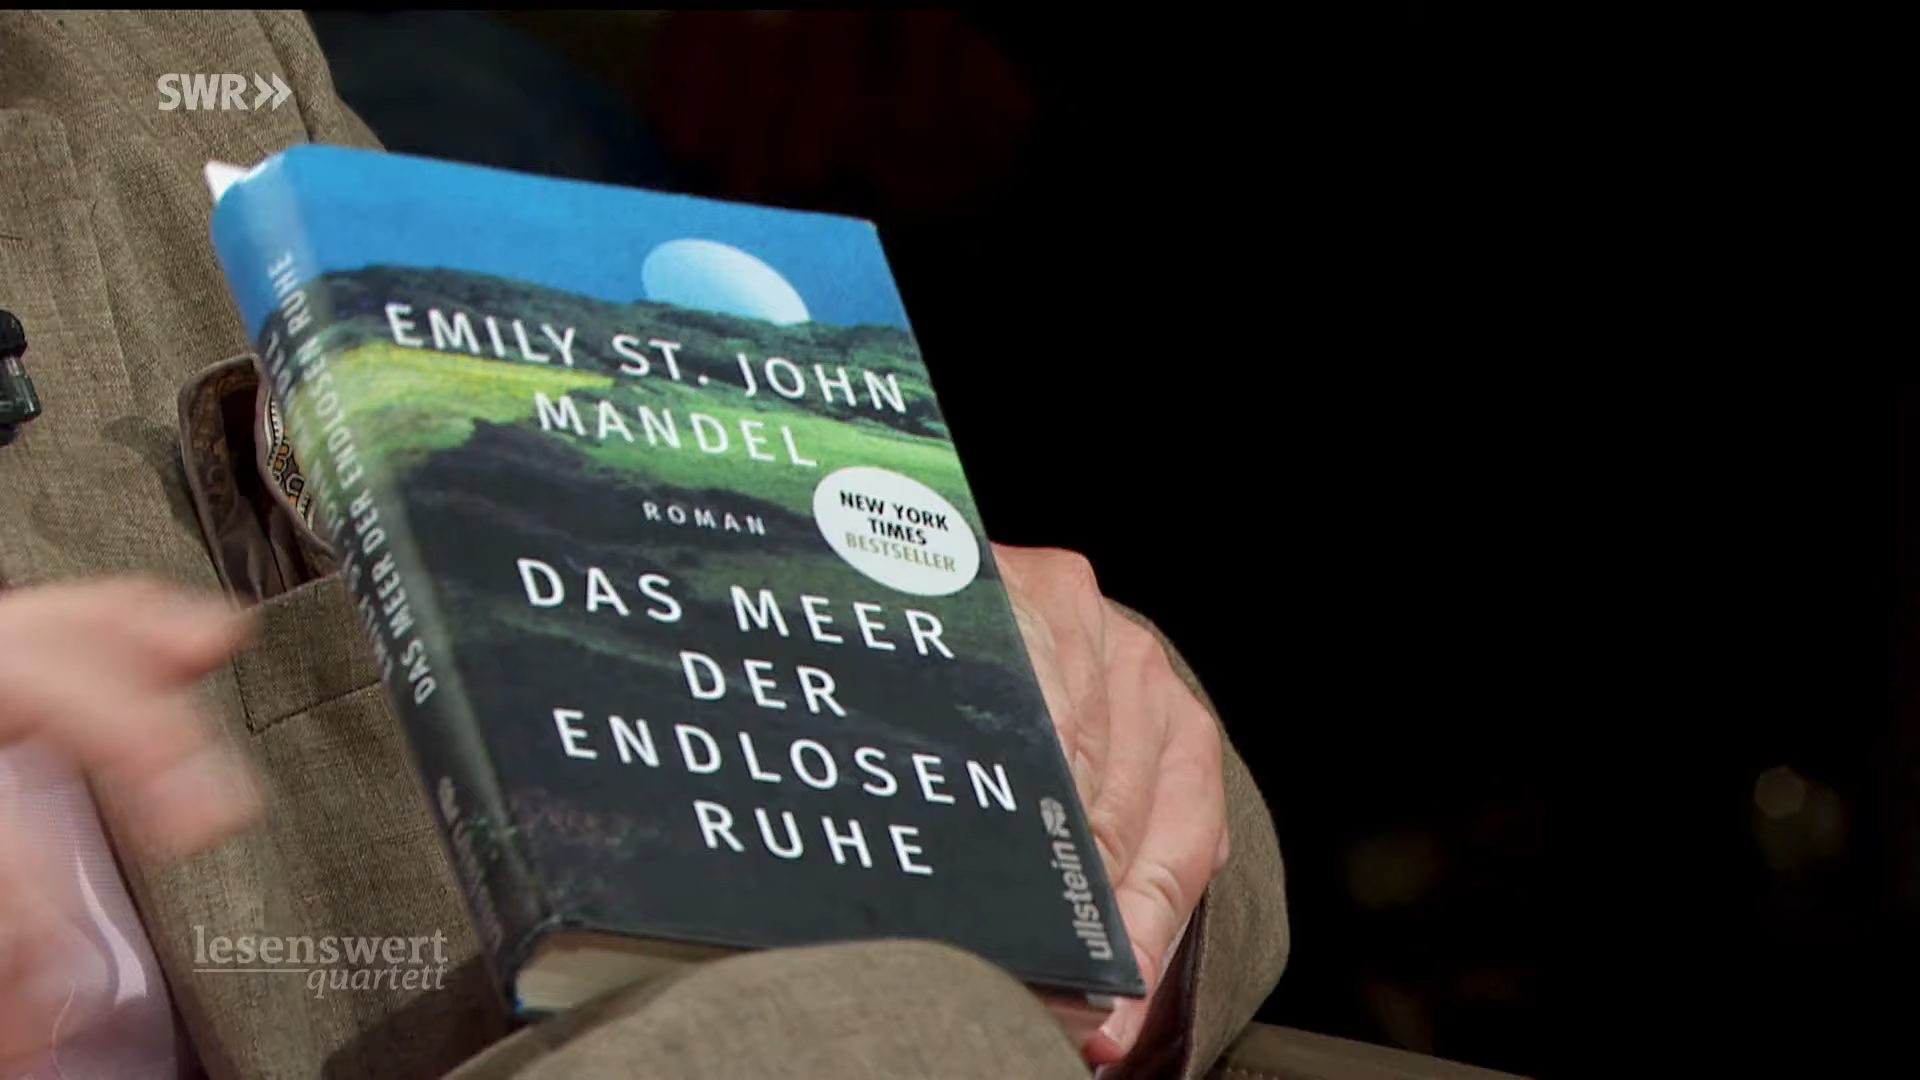 SWR
EMILY ST. JOHN
MANDEL
ROMAN
NEW YORK
TIMES
BESTSELLER
DAS MEER
DER
ENDLOSEN
RUHE
ullstein
DAS MEER DER ENDLOSEN RUHE
lesenswert
quartett